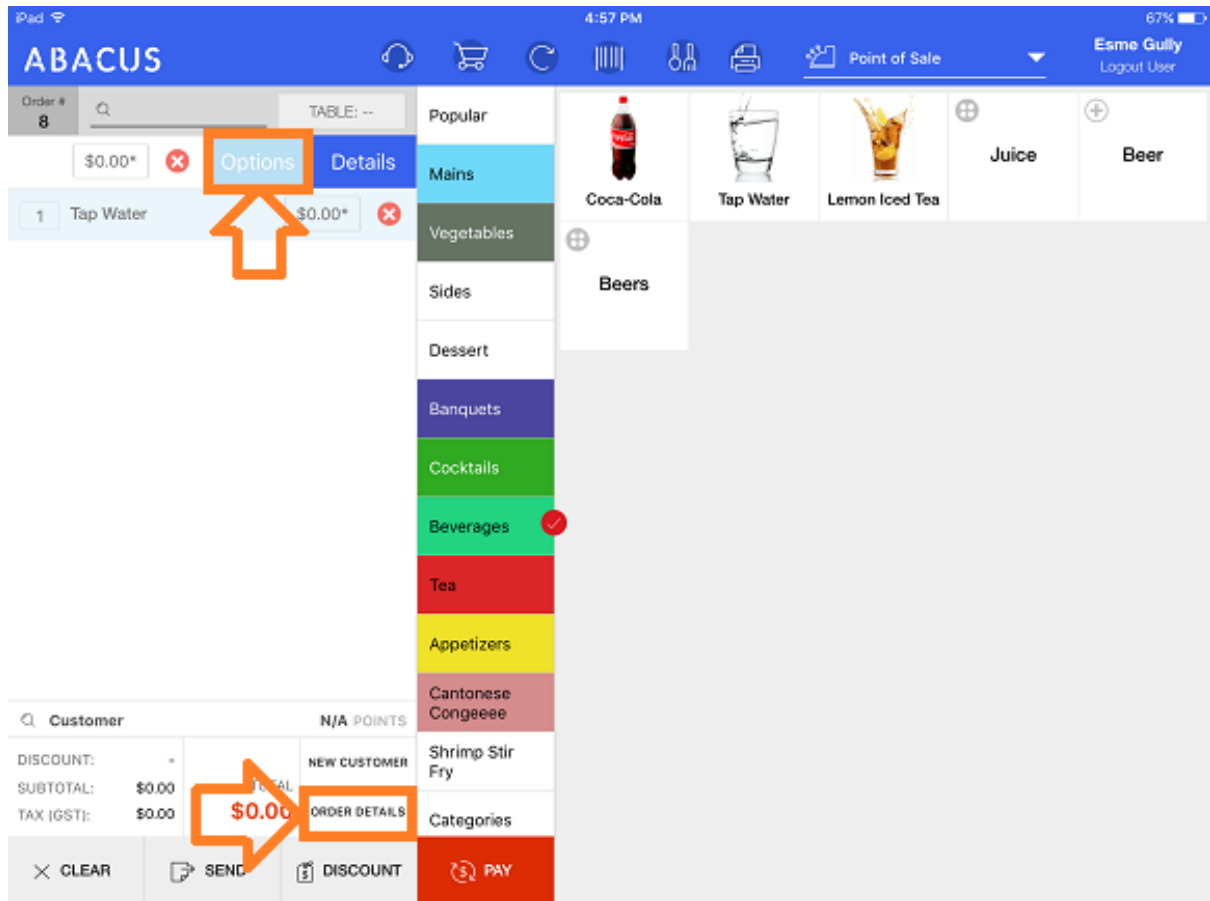 iPad 4:57 PM 67%
ABACUS Point of Sale Esme Gully
Logout User
Order #
8
TABLE: --
$0.00* Options Details
1 Tap Water $0.00*
Popular
Mains
Vegetables
Sides
Dessert
Banquets
Cocktails
Beverages
Tea
Appetizers
Cantonese
Congeeee
Shrimp Stir
Fry
Categories
Coca-Cola
Tap Water
Lemon Iced Tea
Juice
Beer
Beers
Customer N/A POINTS
DISCOUNT: -
SUBTOTAL: $0.00
TAX (GST): $0.00
TOTAL
$0.00
NEW CUSTOMER
ORDER DETAILS
CLEAR SEND DISCOUNT PAY